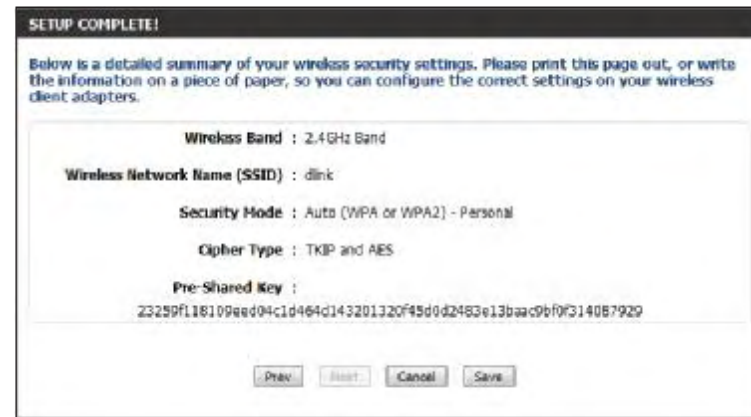 SETUP COMPLETE!
Below is a detailed summary of your wireless security settings. Please print this page out, or write
the information on a piece of paper, so you can configure the correct settings on your wireless
client adapters.
Wireless Band : 2.4GHz Band
Wireless Network Name (SSID) : dlink
Security Mode : Auto (WPA or WPA2) - Personal
Cipher Type : TKIP and AES
Pre-Shared Key :
Prev Next Cancel Save